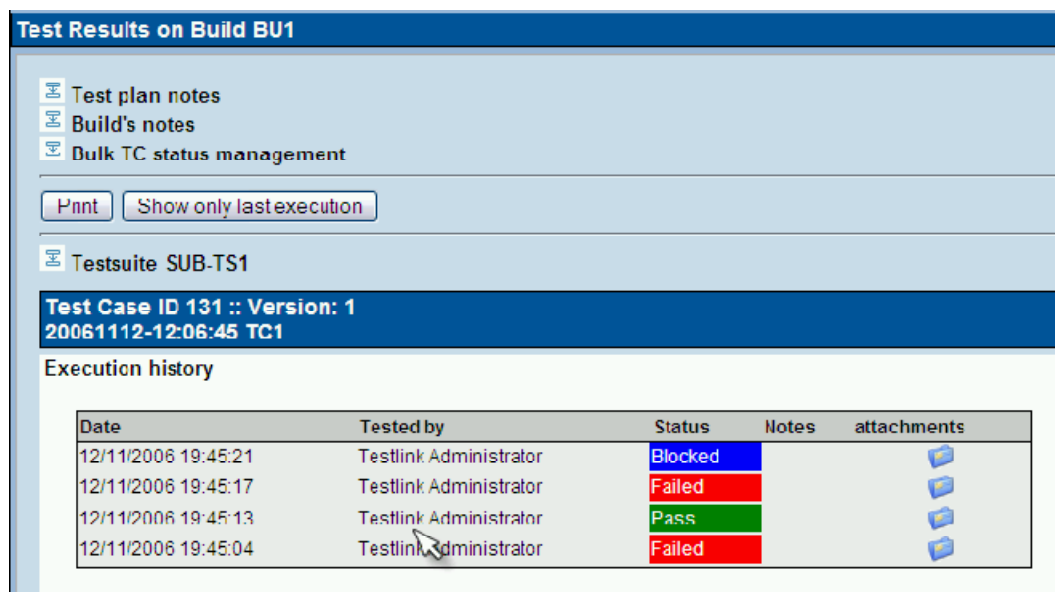 Test Results on Build BU1
Test plan notes
Build's notes
Bulk TC status management
Print Show only last execution
Testsuite SUB-TS1
Test Case ID 131 :: Version: 1
20061112-12:06:45 TC1
Execution history
Date Tested by Status Notes attachments
12/11/2006 19:45:21 Testlink Administrator Blocked
12/11/2006 19:45:17 Testlink Administrator Failed
12/11/2006 19:45:13 Testlink Administrator Pass
12/11/2006 19:45:04 Testlink Administrator Failed